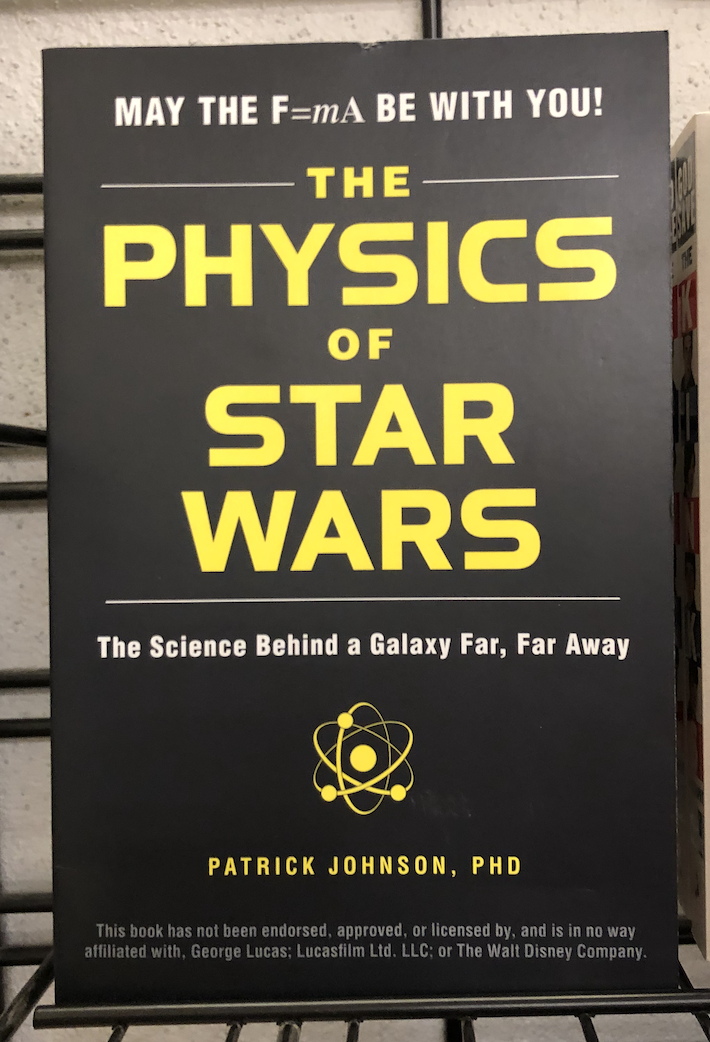 MAY THE F=mA BE WITH YOU!
THE
PHYSICS
OF
STAR
WARS
The Science Behind a Galaxy Far, Far Away
PATRICK JOHNSON, PHD
This book has not been endorsed, approved, or licensed by, and is in no way
affiliated with, George Lucas; Lucasfilm Ltd. LLC; or The Walt Disney Company.
THE